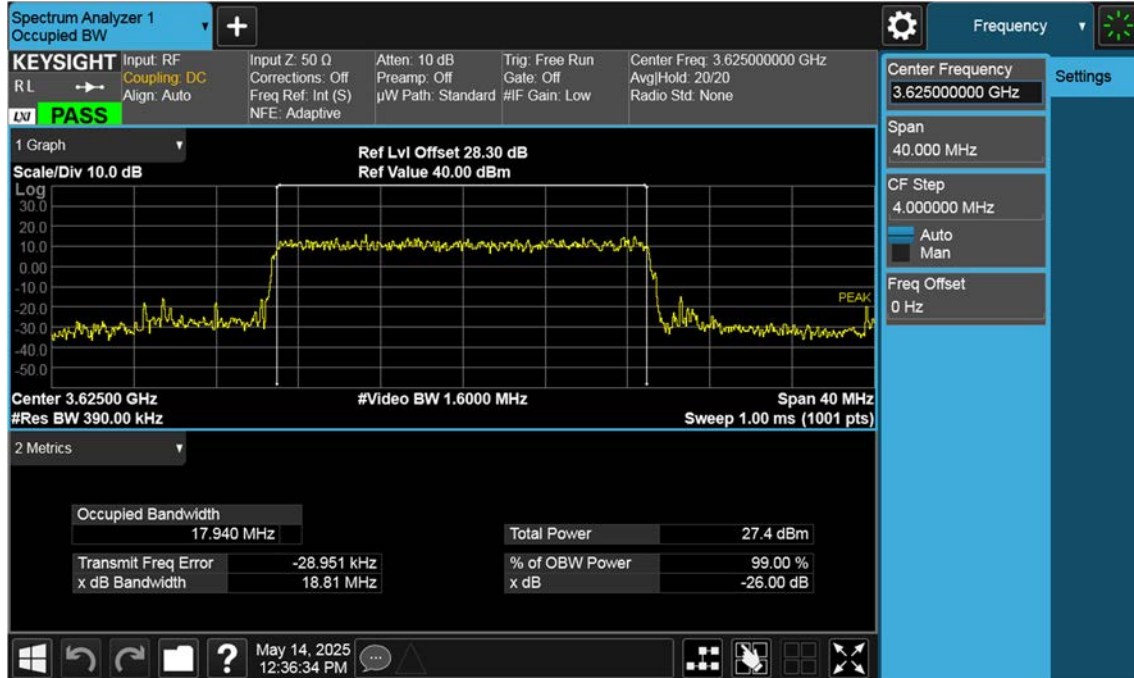 Spectrum Analyzer 1
Occupied BW
Frequency
KEYSIGHT
RL
LXI
PASS
Input: RF
Coupling: DC
Align: Auto
Input Z: 50 Ω
Corrections: Off
Freq Ref: Int (S)
NFE: Adaptive
Atten: 10 dB
Preamp: Off
µW Path: Standard
Trig: Free Run
Gate: Off
#IF Gain: Low
Center Freq: 3.625000000 GHz
Avg|Hold: 20/20
Radio Std: None
Center Frequency
3.625000000 GHz
Settings
Span
40.000 MHz
CF Step
4.000000 MHz
Auto
Man
Freq Offset
0 Hz
1 Graph
Scale/Div 10.0 dB
Ref Lvl Offset 28.30 dB
Ref Value 40.00 dBm
Log
30.0
20.0
10.0
0.00
-10.0
-20.0
-30.0
-40.0
-50.0
PEAK
Center 3.62500 GHz
#Video BW 1.6000 MHz
Span 40 MHz
#Res BW 390.00 kHz
Sweep 1.00 ms (1001 pts)
2 Metrics
Occupied Bandwidth
17.940 MHz
Total Power 27.4 dBm
Transmit Freq Error -28.951 kHz
% of OBW Power 99.00 %
x dB Bandwidth 18.81 MHz
x dB -26.00 dB
?
May 14, 2025
12:36:34 PM